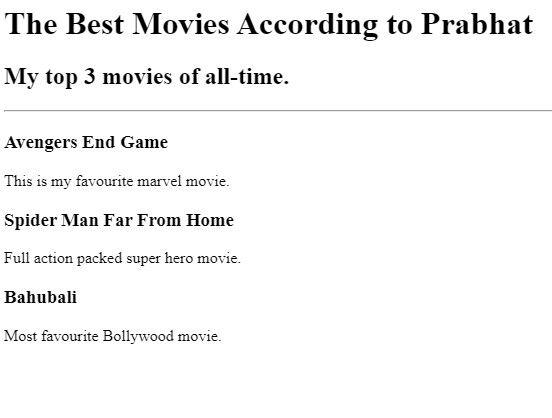 The Best Movies According to Prabhat
My top 3 movies of all-time.
Avengers End Game
This is my favourite marvel movie.
Spider Man Far From Home
Full action packed super hero movie.
Bahubali
Most favourite Bollywood movie.